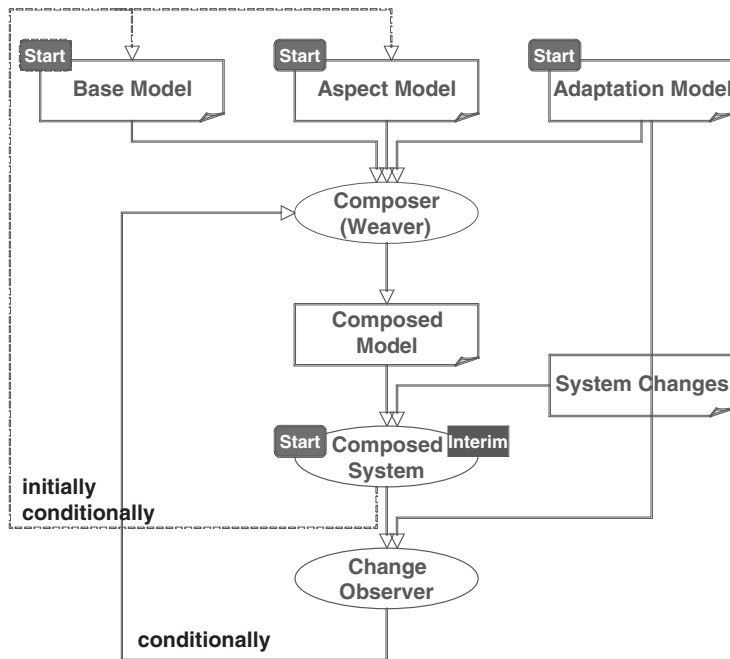 Start
Start
Start
Base Model
Aspect Model
Adaptation Model
Composer
(Weaver)
Composed
Model
System Changes
Start
Composed
System
Interim
initially
conditionally
Change
Observer
conditionally